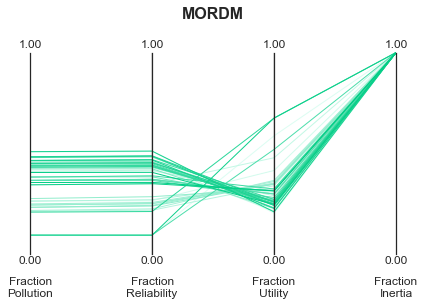 MORDM
1.00 1.00 1.00 1.00
0.00 0.00 0.00 0.00
Fraction Fraction Fraction Fraction
Pollution Reliability Utility Inertia